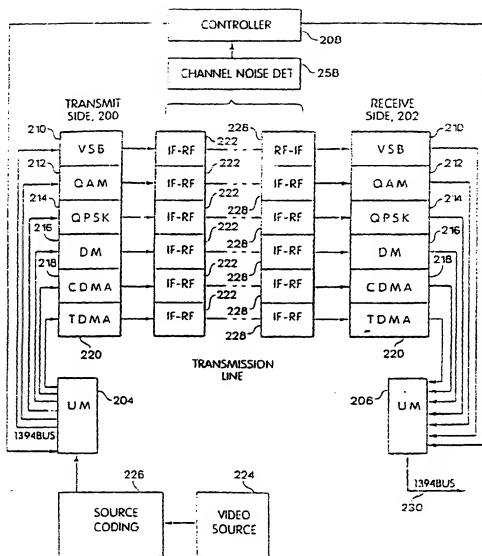 CONTROLLER
208
CHANNEL NOISE DET
258
TRANSMIT
SIDE, 200
RECEIVE
SIDE, 202
210
VSB
222
IF-RF
228
RF-IF
210
VSB
212
QAM
222
IF-RF
228
IF-RF
212
QAM
214
QPSK
222
IF-RF
228
IF-RF
214
QPSK
216
DM
222
IF-RF
228
IF-RF
216
DM
218
CDMA
222
IF-RF
228
IF-RF
218
CDMA
TDMA
222
IF-RF
228
IF-RF
TDMA
220
220
TRANSMISSION
LINE
UM
204
206
UM
1394BUS
1394BUS
230
226
224
SOURCE
CODING
VIDEO
SOURCE